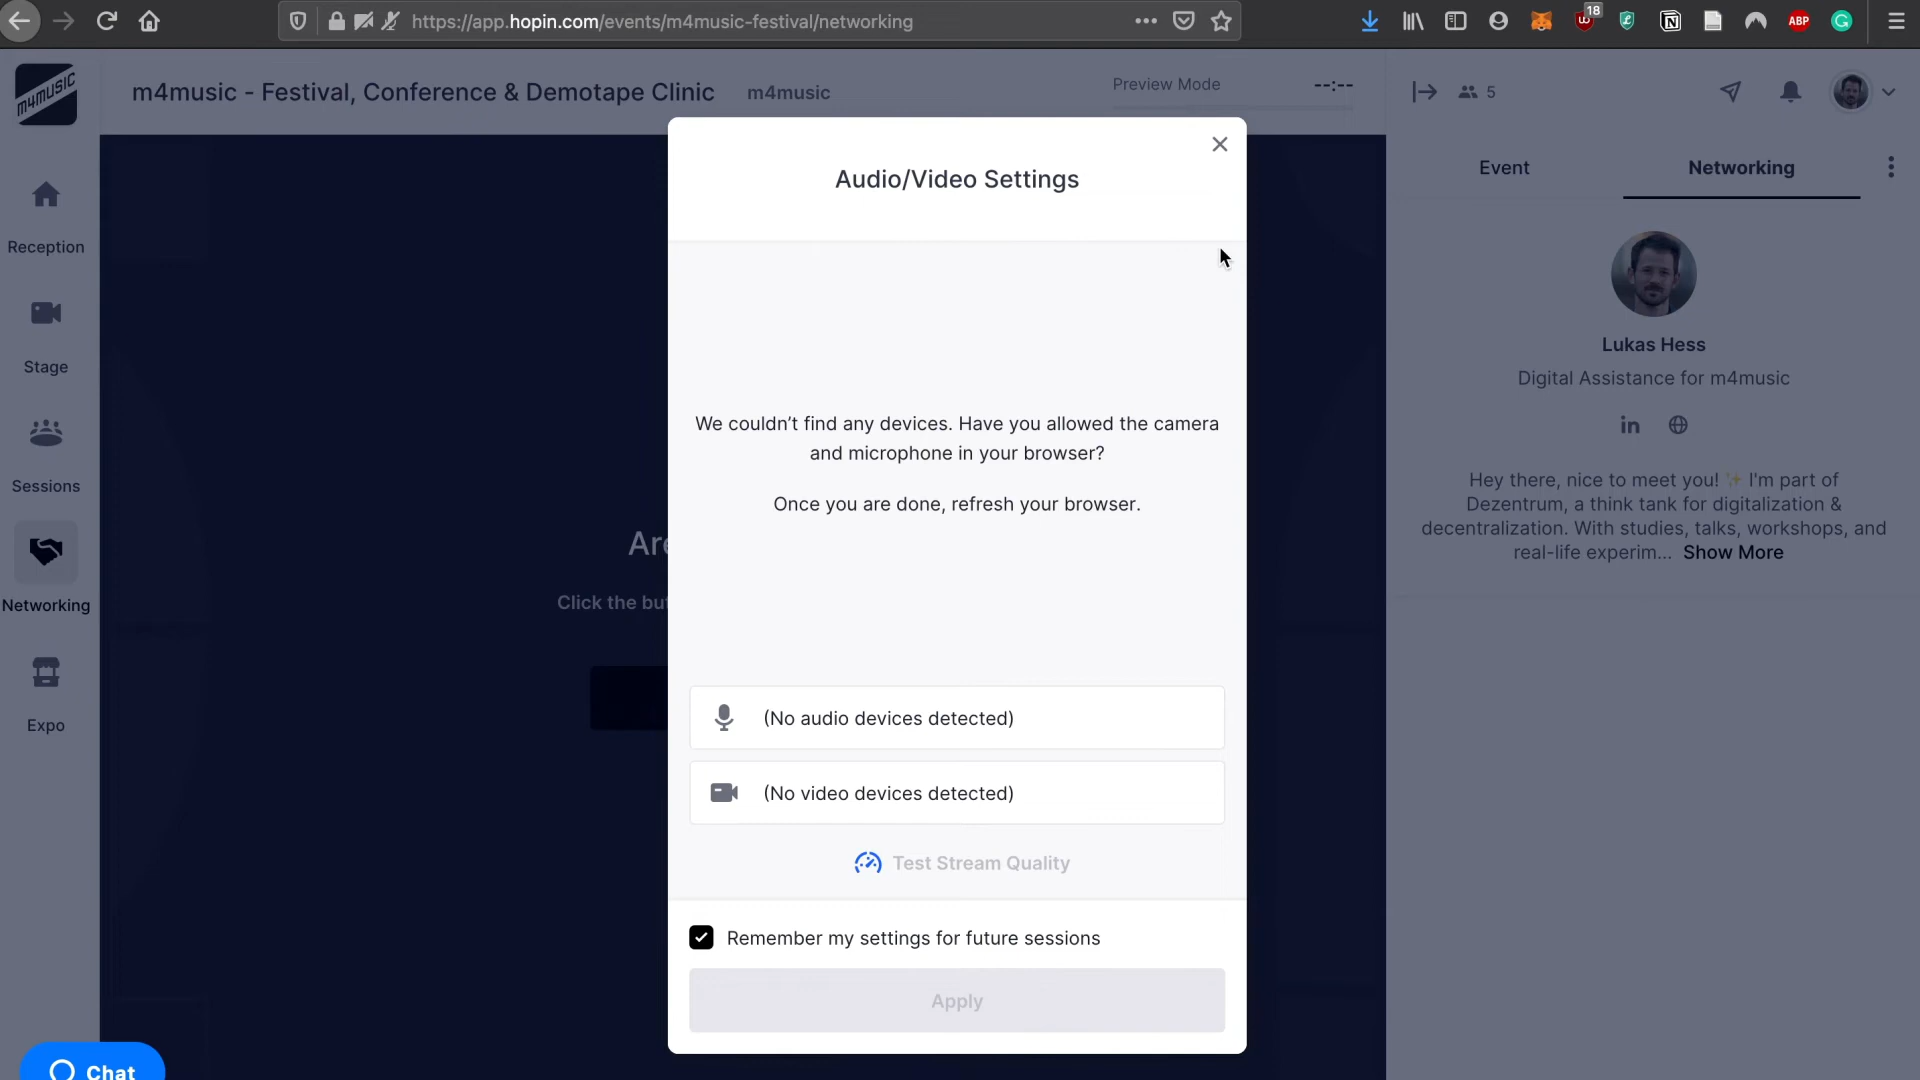 https://app.hopin.com/events/m4music-festival/networking
18
ABP
m4music
m4music - Festival, Conference & Demotape Clinic
m4music
Preview Mode
--:--
5
Reception
Stage
Sessions
Networking
Expo
Chat
Are
Click the but
Audio/Video Settings
We couldn’t find any devices. Have you allowed the camera
and microphone in your browser?
Once you are done, refresh your browser.
(No audio devices detected)
(No video devices detected)
Test Stream Quality
Remember my settings for future sessions
Apply
Event
Networking
Lukas Hess
Digital Assistance for m4music
in
Hey there, nice to meet you! ✨ I'm part of
Dezentrum, a think tank for digitalization &
decentralization. With studies, talks, workshops, and
real-life experim... Show More